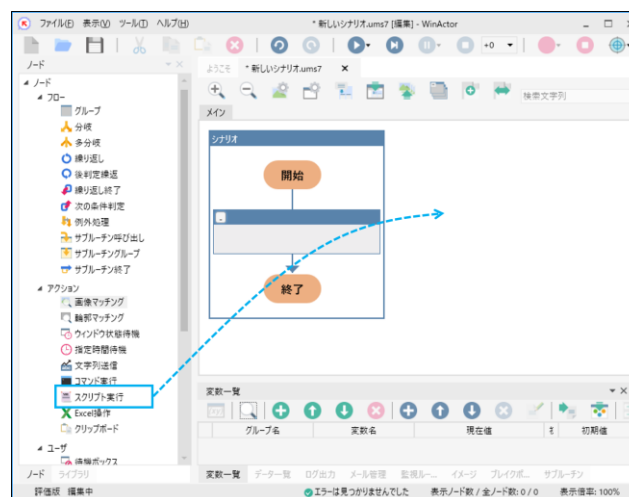 ファイル(F) 表示(V) ツール(T) ヘルプ(H)
* 新しいシナリオ.ums7 [編集] - WinActor
+0
ノード
ようこそ * 新しいシナリオ.ums7
検索文字列
メイン
ノード
フロー
グループ
分岐
多分岐
繰り返し
後判定繰返
繰り返し終了
次の条件判定
例外処理
サブルーチン呼び出し
サブルーチングループ
サブルーチン終了
アクション
画像マッチング
輪郭マッチング
ウィンドウ状態待機
指定時間待機
文字列送信
コマンド実行
スクリプト実行
Excel操作
クリップボード
ユーザ
待機ボックス
ノード ライブラリ
シナリオ
開始
終了
変数一覧
グループ名 変数名 現在値 初期値
変数一覧 データ一覧 ログ出力 メール管理 監視ルー... イメージ ブレイクポ... サブルーチン
評価版 編集中
エラーは見つかりませんでした 表示ノード数 / 全ノード数: 0 / 0 表示倍率: 100%